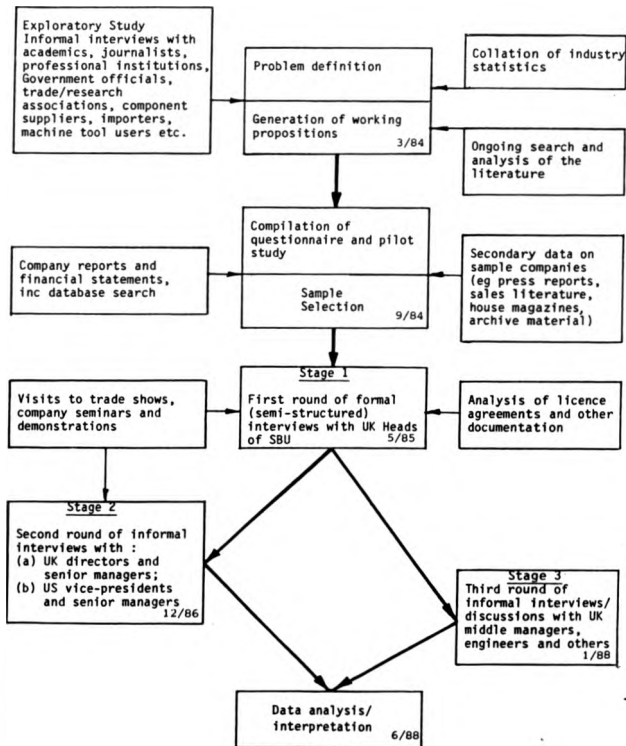 Exploratory Study
Informal interviews with
academics, journalists,
professional institutions,
Government officials,
trade/research
associations, component
suppliers, importers,
machine tool users etc.
Problem definition
Generation of working
propositions
3/84
Collation of industry
statistics
Ongoing search and
analysis of the
literature
Compilation of
questionnaire and pilot
study
Sample
Selection
9/84
Company reports and
financial statements,
inc database search
Secondary data on
sample companies
(eg press reports,
sales literature,
house magazines,
archive material)
Stage 1
First round of formal
(semi-structured)
interviews with UK Heads
of SBU
5/85
Visits to trade shows,
company seminars and
demonstrations
Analysis of licence
agreements and other
documentation
Stage 2
Second round of informal
interviews with :
(a) UK directors and
senior managers;
(b) US vice-presidents
and senior managers
12/86
Stage 3
Third round of
informal interviews/
discussions with UK
middle managers,
engineers and others
1/88
Data analysis/
interpretation
6/88